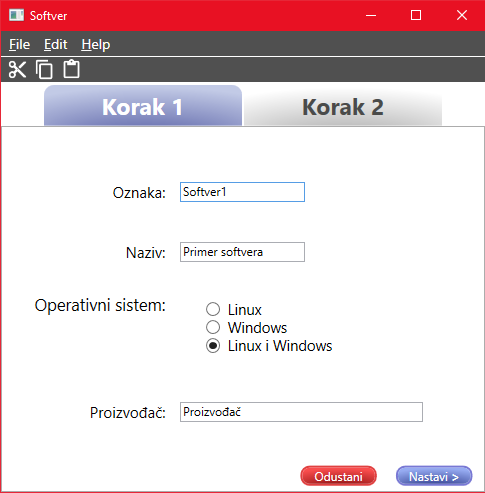 Softver
File Edit Help
Korak 1 Korak 2
Oznaka: Softver1
Naziv: Primer softvera
Operativni sistem:
Linux
Windows
Linux i Windows
Proizvođač: Proizvođač
Odustani Nastavi >